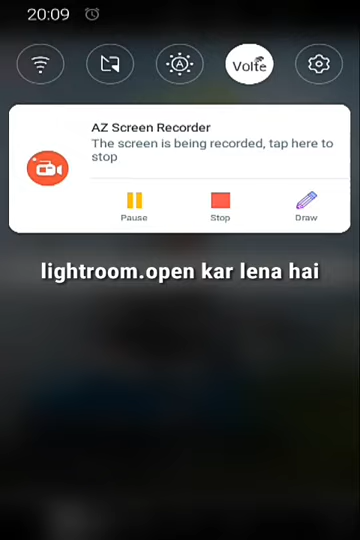 20:09
A
Volte
AZ Screen Recorder
The screen is being recorded, tap here to
stop
Pause Stop Draw
lightroom.open kar lena hai